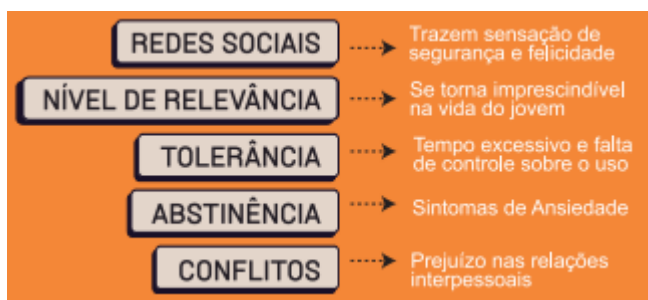 REDES SOCIAIS
Trazem sensação de
segurança e felicidade
NÍVEL DE RELEVÂNCIA
Se torna imprescindível
na vida do jovem
TOLERÂNCIA
Tempo excessivo e falta
de controle sobre o uso
ABSTINÊNCIA
Sintomas de Ansiedade
CONFLITOS
Prejuízo nas relações
interpessoais